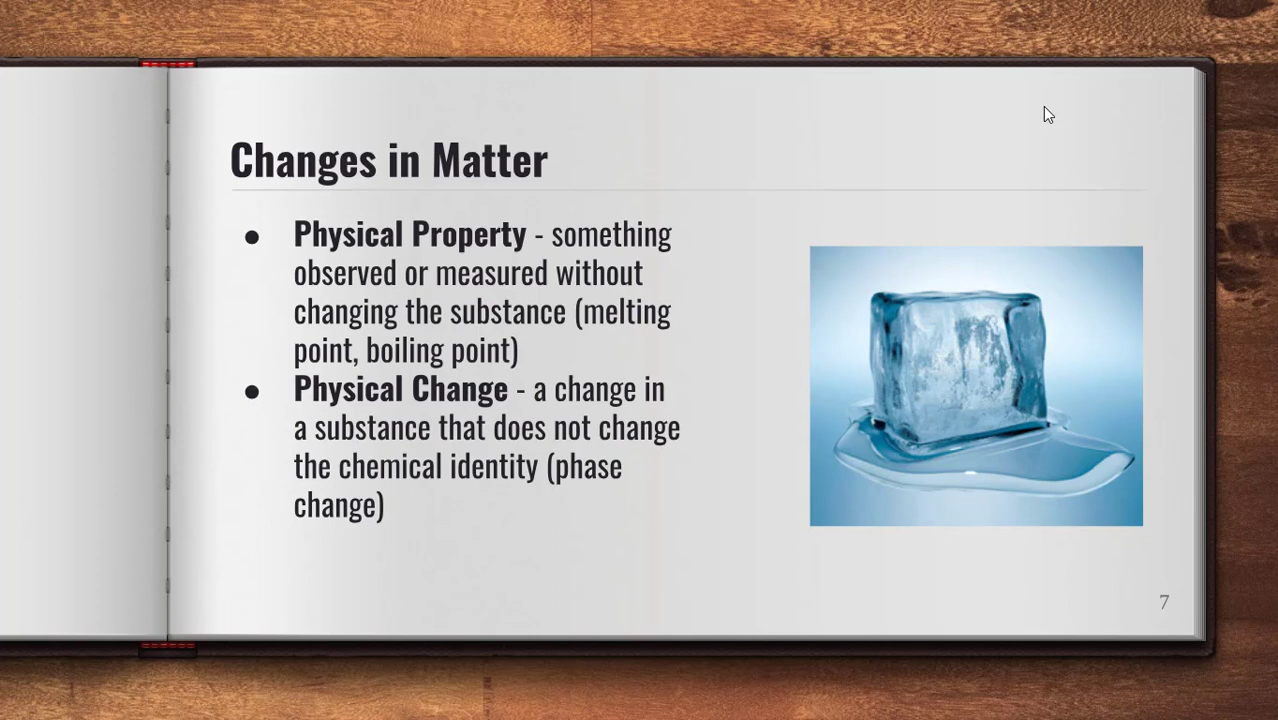 Changes in Matter
● Physical Property - something
observed or measured without
changing the substance (melting
point, boiling point)
● Physical Change - a change in
a substance that does not change
the chemical identity (phase
change)
7